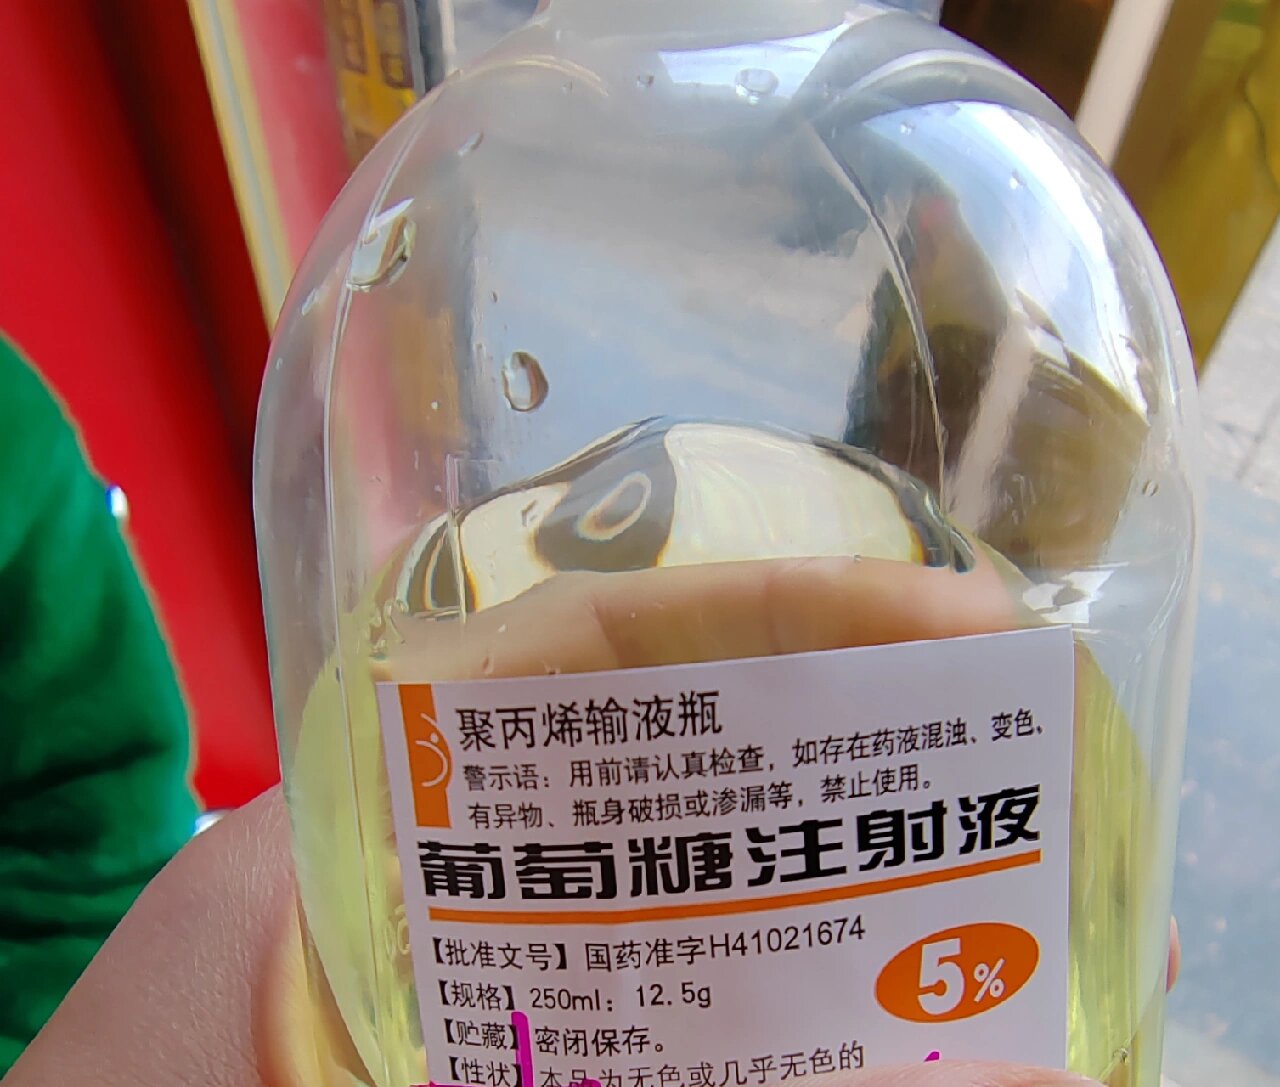 聚丙烯输液瓶
警示语：用前请认真检查，如存在药液混浊、变色、
有异物、瓶身破损或渗漏等，禁止使用。
葡萄糖注射液
【批准文号】国药准字H41021674
5%
【规格】250ml：12.5g
【贮藏】密闭保存。
【性状】本品为无色或几乎无色的